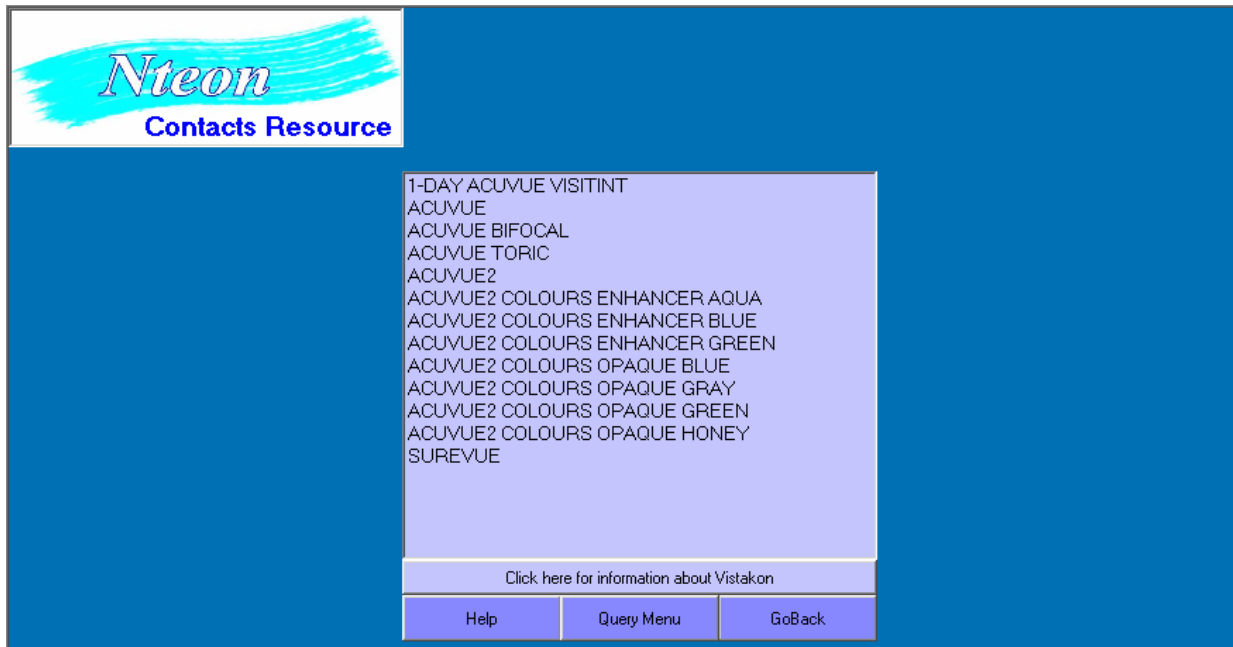 Nteon
Contacts Resource
1-DAY ACUVUE VISITINT
ACUVUE
ACUVUE BIFOCAL
ACUVUE TORIC
ACUVUE2
ACUVUE2 COLOURS ENHANCER AQUA
ACUVUE2 COLOURS ENHANCER BLUE
ACUVUE2 COLOURS ENHANCER GREEN
ACUVUE2 COLOURS OPAQUE BLUE
ACUVUE2 COLOURS OPAQUE GRAY
ACUVUE2 COLOURS OPAQUE GREEN
ACUVUE2 COLOURS OPAQUE HONEY
SUREVUE
Click here for information about Vistakon
Help
Query Menu
GoBack